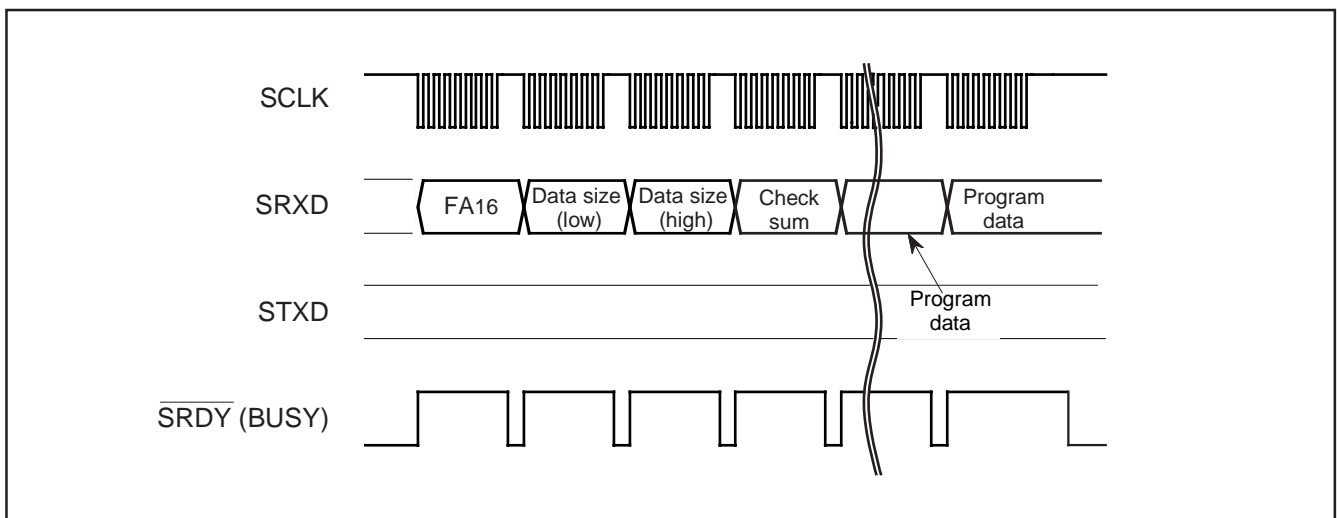 SCLK
SRXD
FA16
Data size
(low)
Data size
(high)
Check
sum
Program
data
Program
data
STXD
SRDY (BUSY)